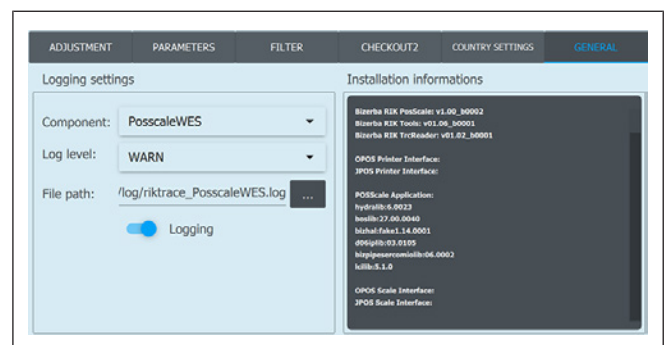 ADJUSTMENT PARAMETERS FILTER CHECKOUT2 COUNTRY SETTINGS GENERAL
Logging settings
Component: PosscaleWES
Log level: WARN
File path: /log/riktrace_PosscaleWES.log ...
Logging
Installation informations
Bizerba RIK PosScale: v1.00_b0002
Bizerba RIK Tools: v01.06_b0001
Bizerba RIK TrcReader: v01.02_b0001
OPOS Printer Interface:
JPOS Printer Interface:
POSScale Application:
hydralib:6.0023
boslib:27.00.0040
bizhal:fake1.14.0001
d06iplib:03.0105
bizpipesercomiolib:06.0002
lcllib:5.1.0
OPOS Scale Interface:
JPOS Scale Interface: